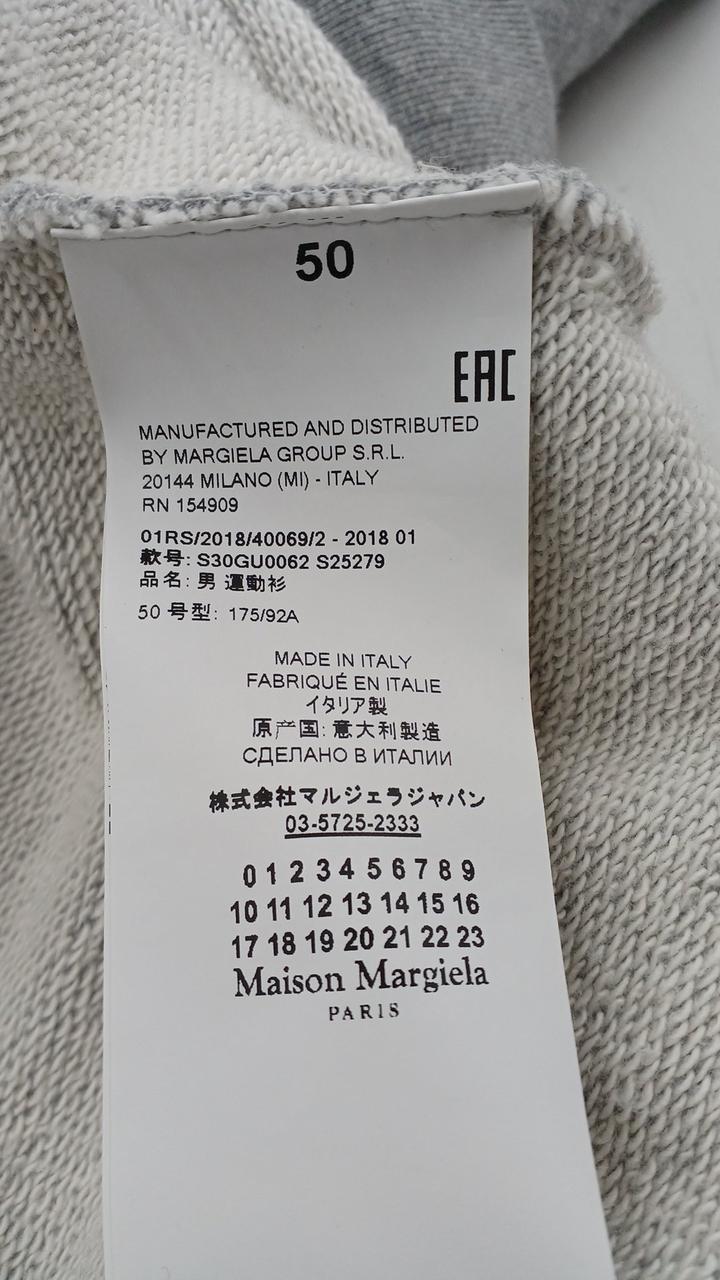 50
EAC
MANUFACTURED AND DISTRIBUTED
BY MARGIELA GROUP S.R.L.
20144 MILANO (MI) - ITALY
RN 154909
01RS/2018/40069/2 - 2018 01
款号: S30GU0062 S25279
品名: 男 運動衫
50 号型: 175/92A
MADE IN ITALY
FABRIQUÉ EN ITALIE
イタリア製
原产国: 意大利製造
СДЕЛАНО В ИТАЛИИ
株式会社マルジェラジャパン
03-5725-2333
0 1 2 3 4 5 6 7 8 9
10 11 12 13 14 15 16
17 18 19 20 21 22 23
Maison Margiela
PARIS